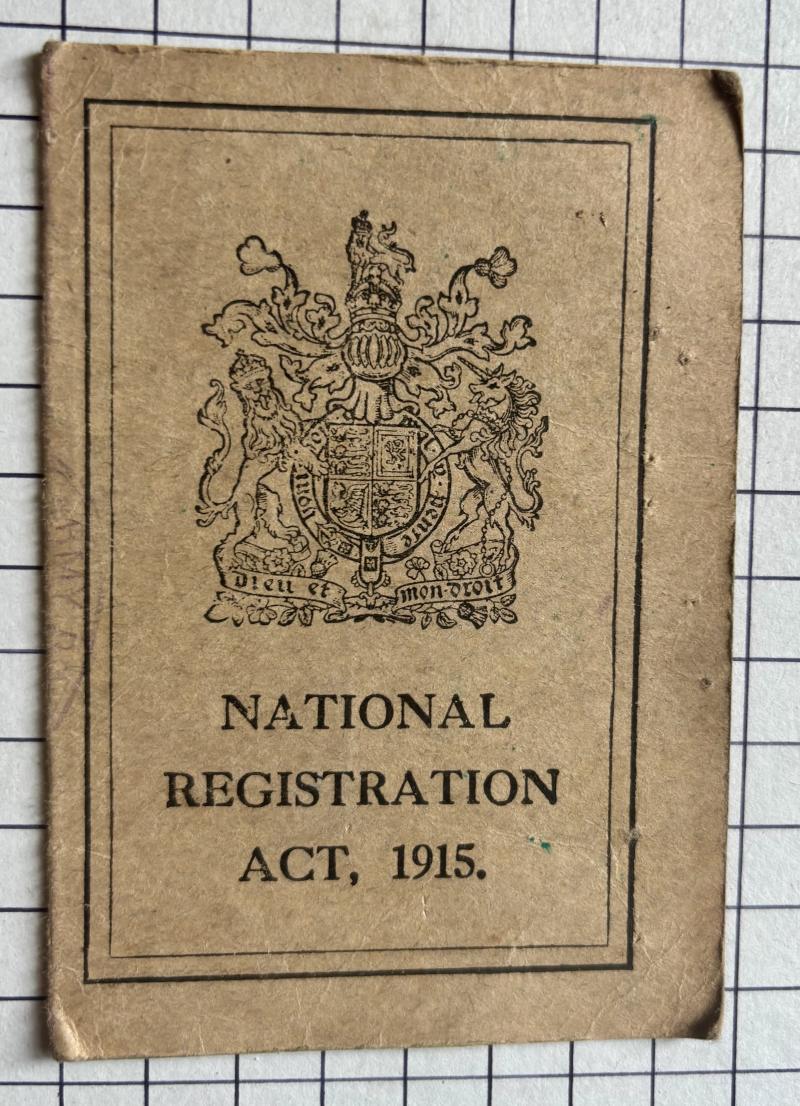 Dieu et mon droit
NATIONAL
REGISTRATION
ACT, 1915.